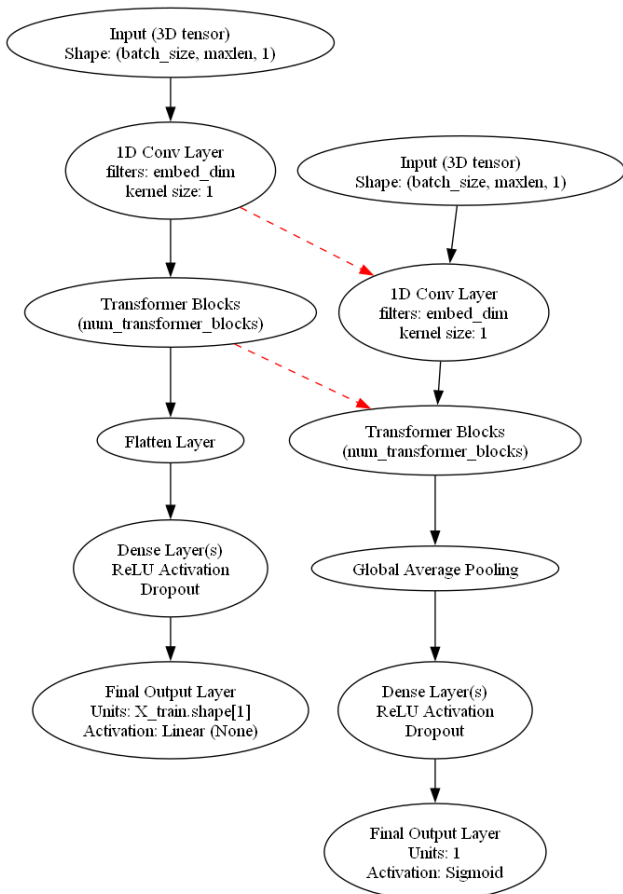 Input (3D tensor)
Shape: (batch_size, maxlen, 1)
1D Conv Layer
filters: embed_dim
kernel size: 1
Transformer Blocks
(num_transformer_blocks)
Flatten Layer
Dense Layer(s)
ReLU Activation
Dropout
Final Output Layer
Units: X_train.shape[1]
Activation: Linear (None)
Input (3D tensor)
Shape: (batch_size, maxlen, 1)
1D Conv Layer
filters: embed_dim
kernel size: 1
Transformer Blocks
(num_transformer_blocks)
Global Average Pooling
Dense Layer(s)
ReLU Activation
Dropout
Final Output Layer
Units: 1
Activation: Sigmoid